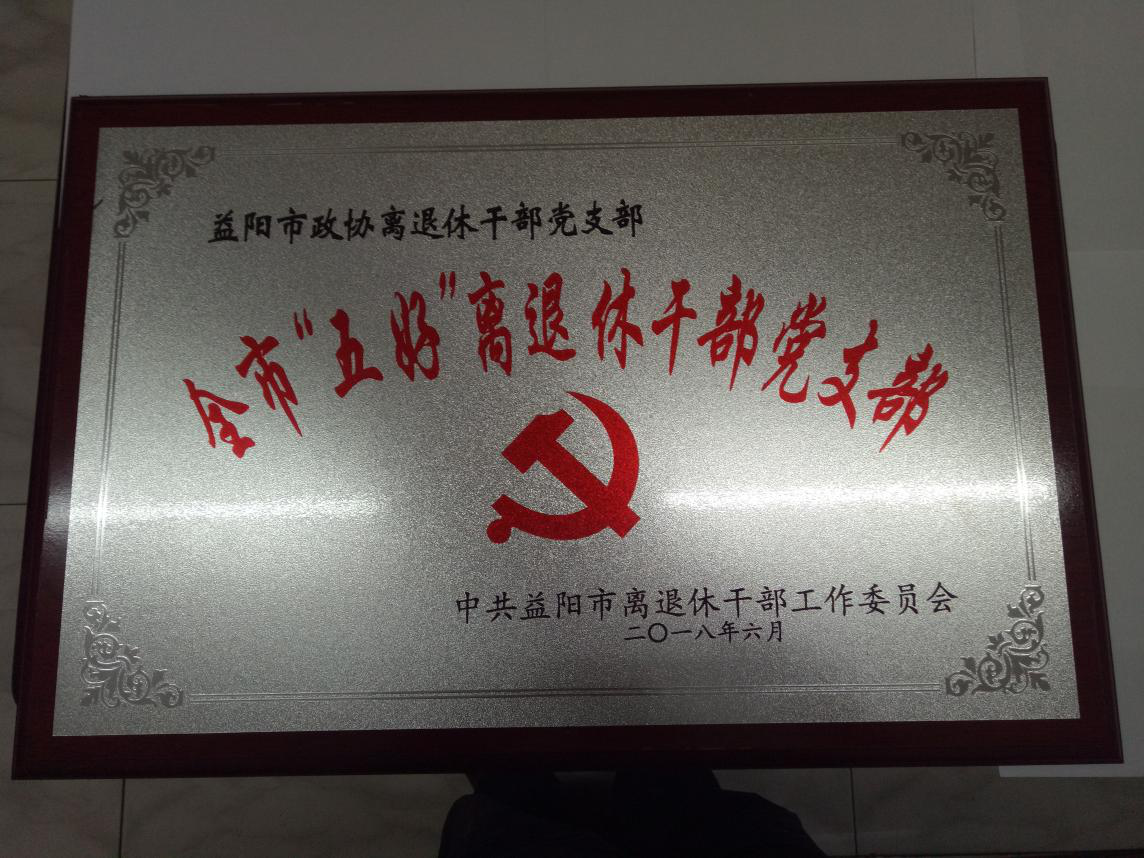 益阳市政协离退休干部党支部
全市“五好”离退休干部党支部
中共益阳市离退休干部工作委员会
二〇一八年六月